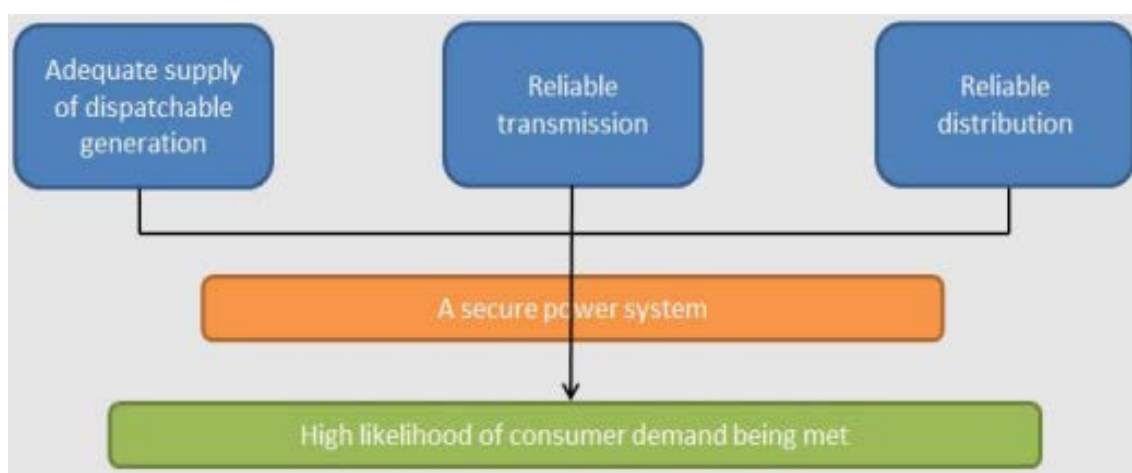 Adequate supply
of dispatchable
generation
Reliable
transmission
Reliable
distribution
A secure power system
High likelihood of consumer demand being met